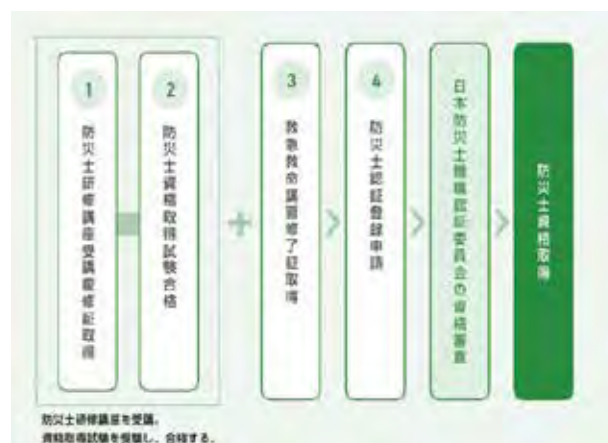 1
防災士研修講座受講履修証取得
2
防災士資格取得試験合格
+
3
救急救命講習修了証取得
>
4
防災士認証登録申請
>
日本防災士機構認証委員会の資格審査
>
防災士資格取得
防災士研修講座を受講。
資格取得試験を受験し、合格する。